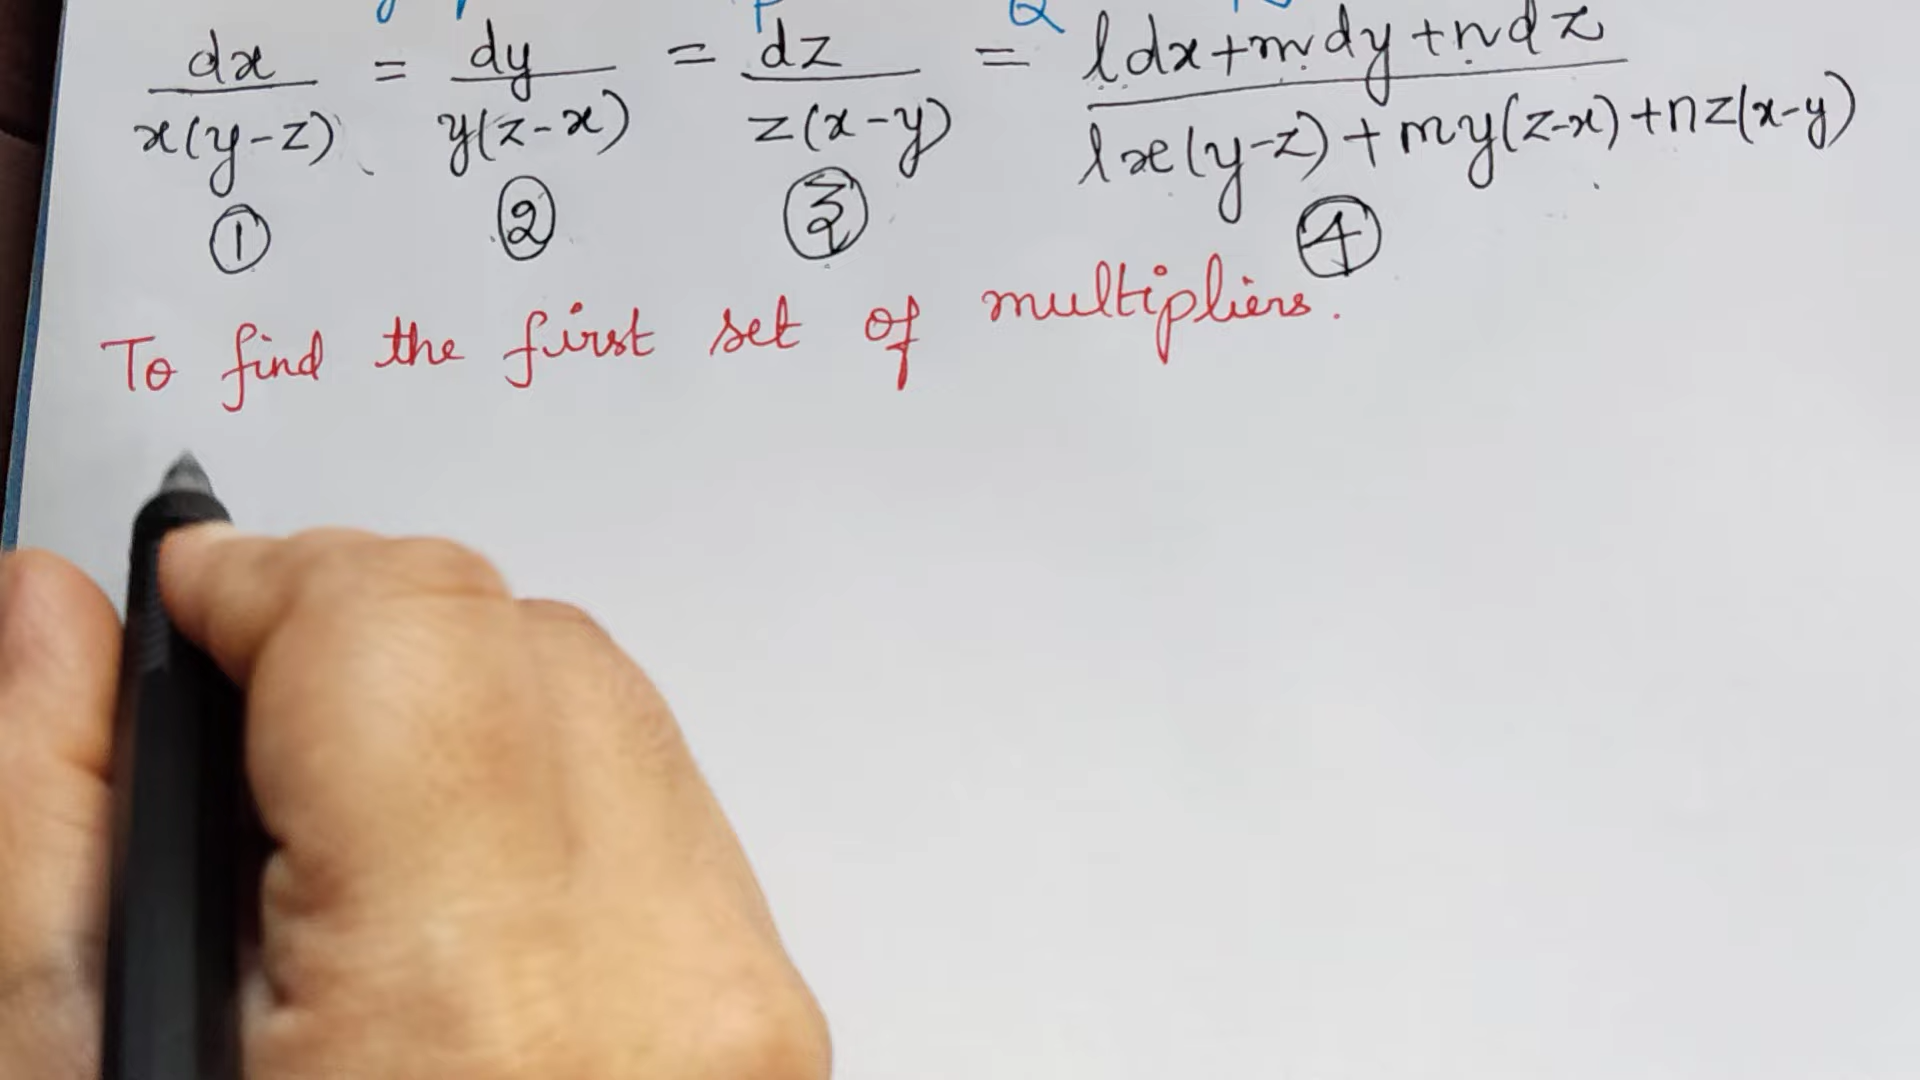 dx/x(y-z) = dy/y(z-x) = dz/z(x-y) = ldx+mdy+ndz/lx(y-z)+my(z-x)+nz(x-y)
① ② ③ ④
To find the first set of multipliers.